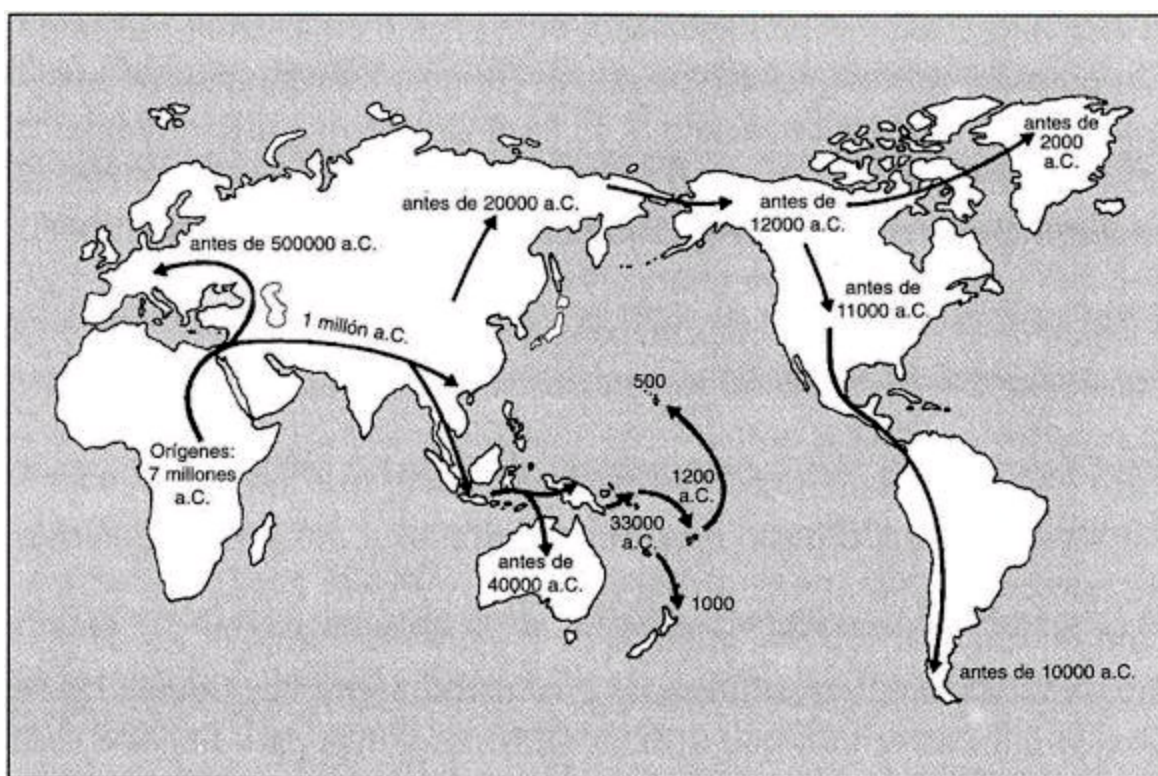 antes de
2000
a.C.
antes de 20000 a.C.
antes de
12000 a.C.
antes de 500000 a.C.
antes de
11000 a.C.
1 millón a.C.
500
Orígenes:
7 millones
a.C.
1200
a.C.
33000
a.C.
antes de
40000 a.C.
1000
antes de 10000 a.C.